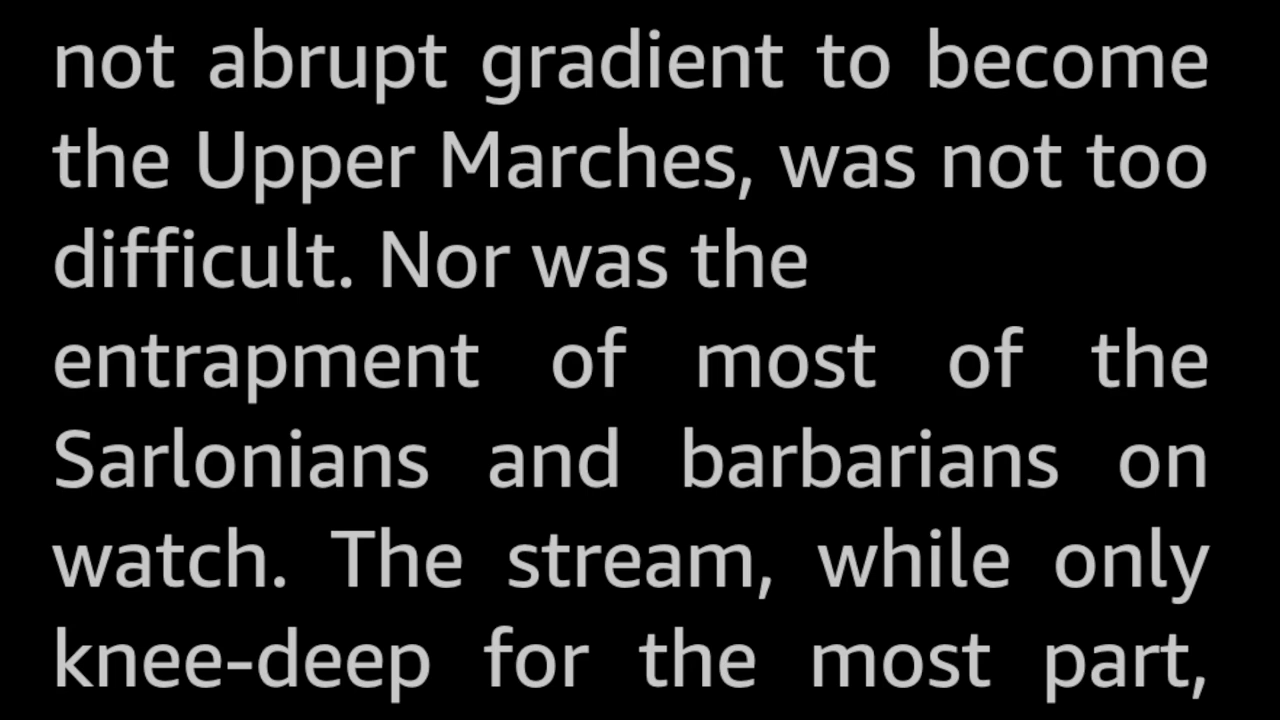 not abrupt gradient to become
the Upper Marches, was not too
difficult. Nor was the
entrapment of most of the
Sarlonians and barbarians on
watch. The stream, while only
knee-deep for the most part,